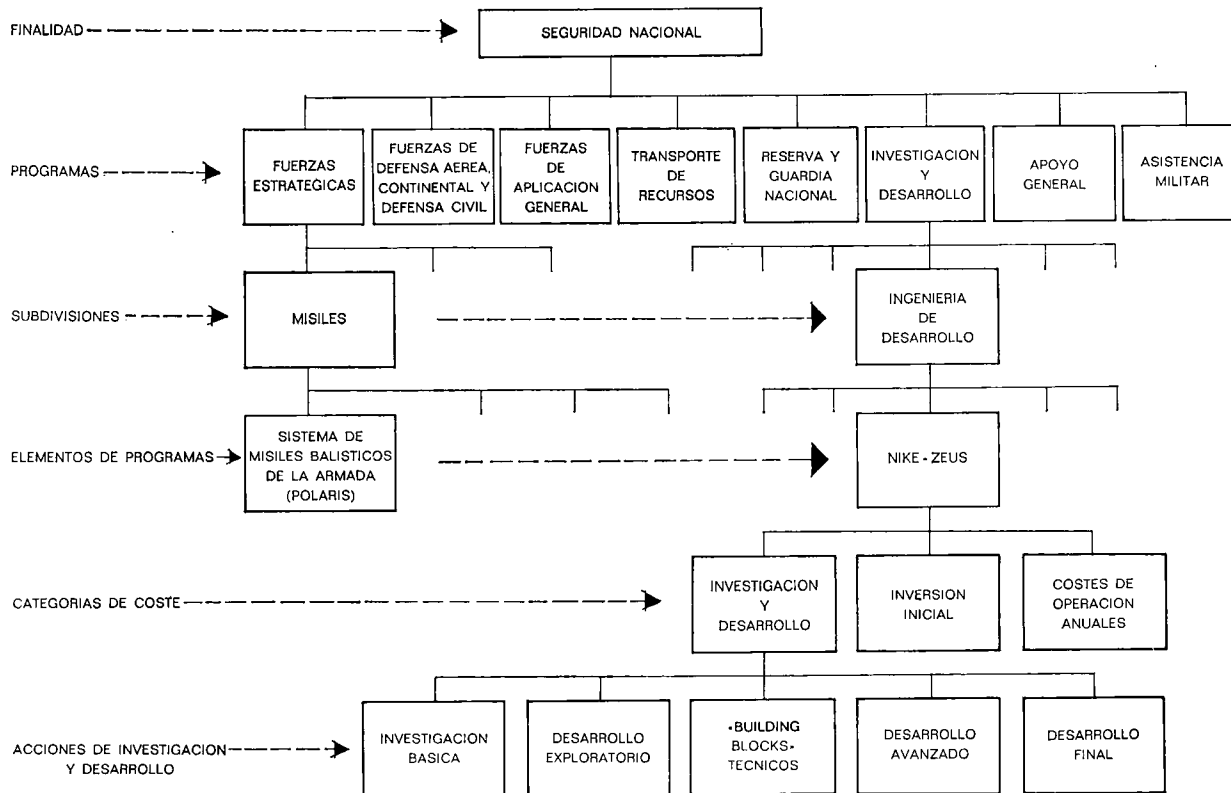 FINALIDAD
SEGURIDAD NACIONAL
PROGRAMAS
FUERZAS
ESTRATEGICAS
FUERZAS DE
DEFENSA AEREA,
CONTINENTAL Y
DEFENSA CIVIL
FUERZAS
DE
APLICACION
GENERAL
TRANSPORTE
DE
RECURSOS
RESERVA Y
GUARDIA
NACIONAL
INVESTIGACION
Y
DESARROLLO
APOYO
GENERAL
ASISTENCIA
MILITAR
SUBDIVISIONES
MISILES
INGENIERIA
DE
DESARROLLO
ELEMENTOS DE PROGRAMAS
SISTEMA DE
MISILES BALISTICOS
DE LA ARMADA
(POLARIS)
NIKE - ZEUS
CATEGORIAS DE COSTE
INVESTIGACION
Y
DESARROLLO
INVERSION
INICIAL
COSTES DE
OPERACION
ANUALES
ACCIONES DE INVESTIGACION
Y DESARROLLO
INVESTIGACION
BASICA
DESARROLLO
EXPLORATORIO
«BUILDING
BLOCKS»
TECNICOS
DESARROLLO
AVANZADO
DESARROLLO
FINAL